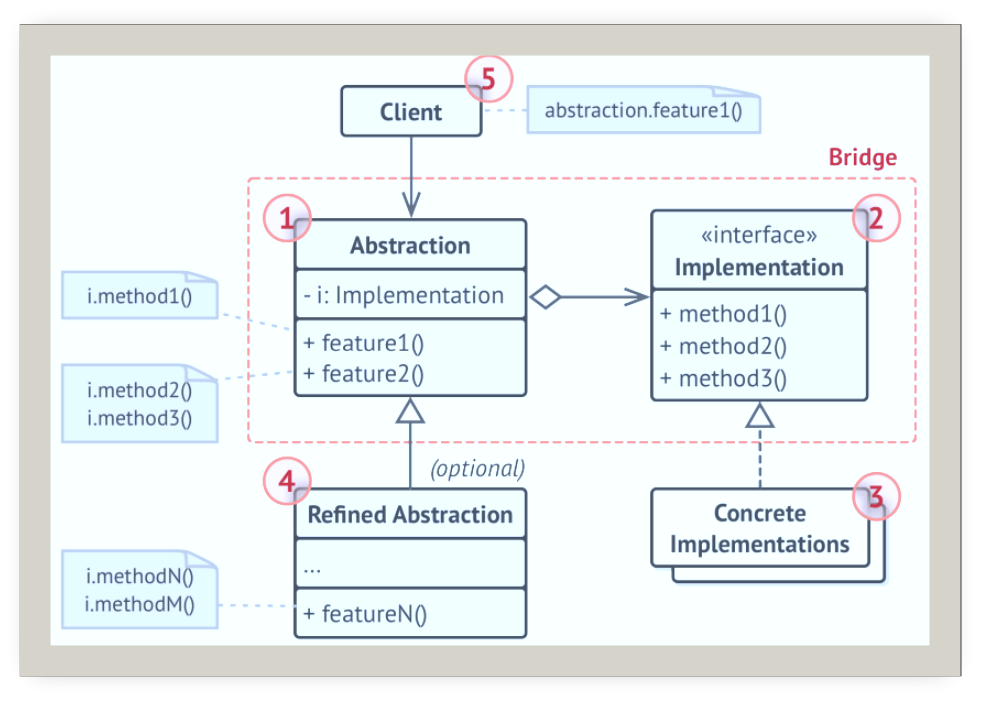 5
Client
abstraction.feature1()
Bridge
1
Abstraction
- i: Implementation
+ feature1()
+ feature2()
2
«interface»
Implementation
+ method1()
+ method2()
+ method3()
i.method1()
i.method2()
i.method3()
(optional)
4
Refined Abstraction
...
+ featureN()
3
Concrete
Implementations
i.methodN()
i.methodM()